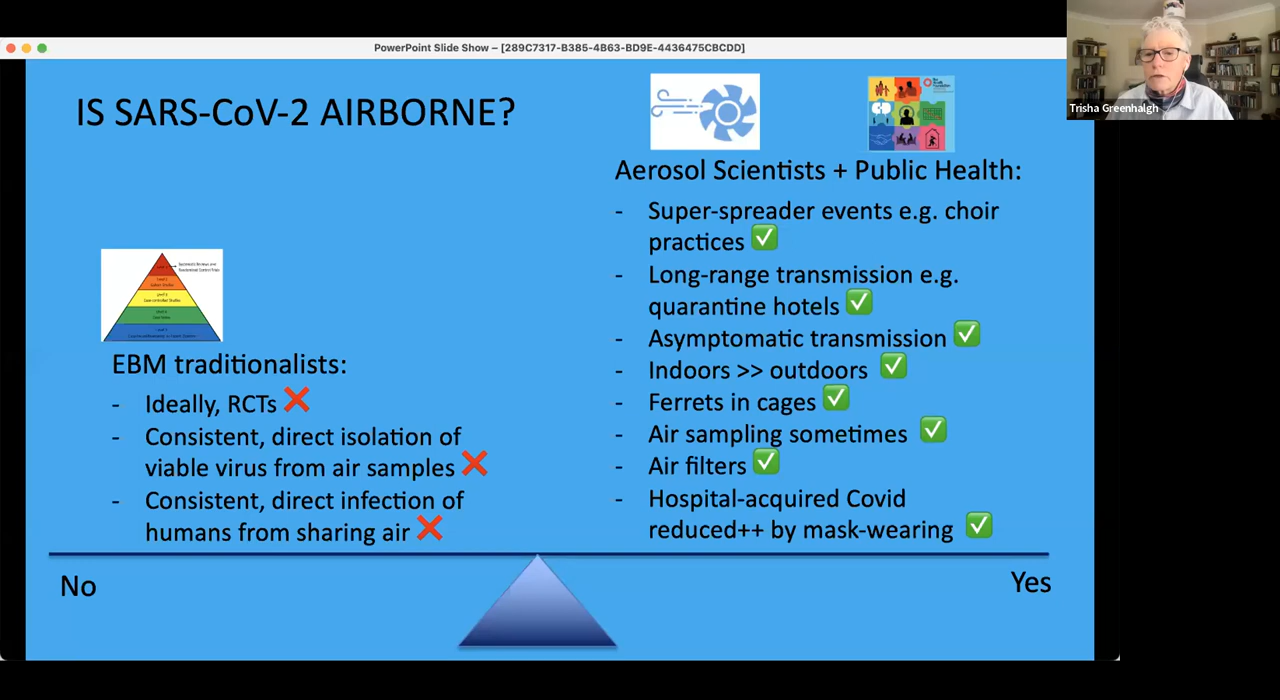 PowerPoint Slide Show – [289C7317-B385-4B63-BD9E-4436475CBCDD]
Trisha Greenhalgh
IS SARS-CoV-2 AIRBORNE?
EBM traditionalists:
- Ideally, RCTs ❌
- Consistent, direct isolation of
viable virus from air samples ❌
- Consistent, direct infection of
humans from sharing air ❌
Aerosol Scientists + Public Health:
- Super-spreader events e.g. choir
practices ✅
- Long-range transmission e.g.
quarantine hotels ✅
- Asymptomatic transmission ✅
- Indoors >> outdoors ✅
- Ferrets in cages ✅
- Air sampling sometimes ✅
- Air filters ✅
- Hospital-acquired Covid
reduced++ by mask-wearing ✅
No
Yes